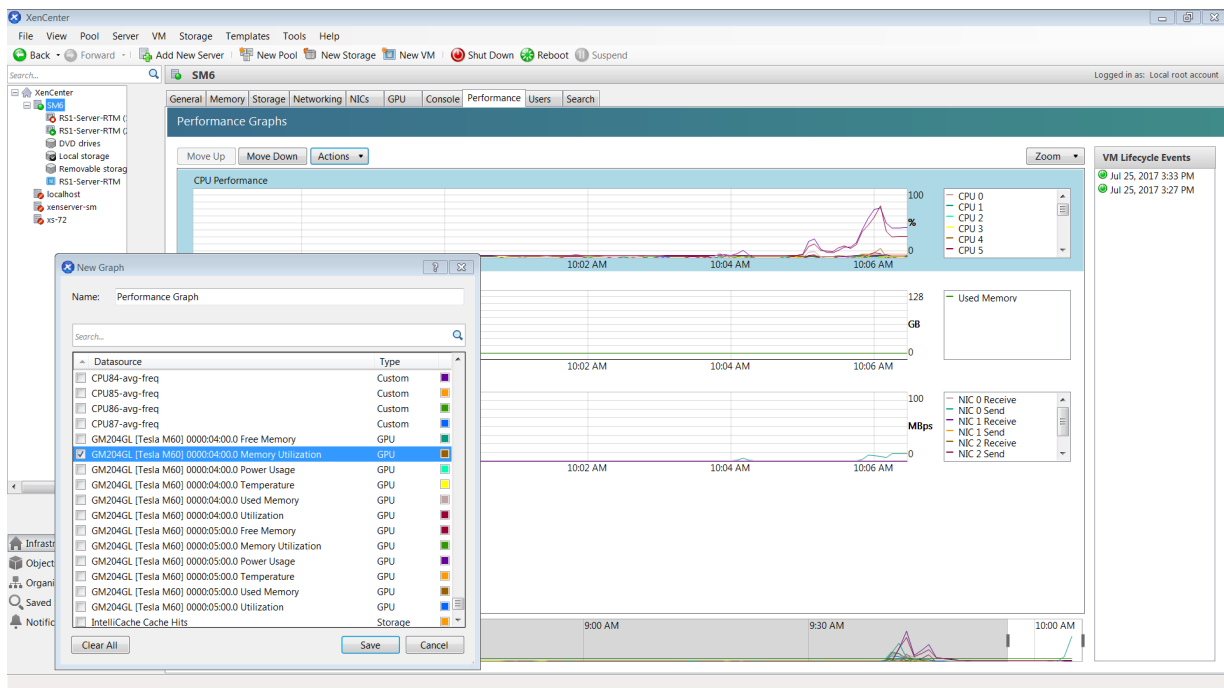 XenCenter
File View Pool Server VM Storage Templates Tools Help
Back Forward Add New Server New Pool New Storage New VM Shut Down Reboot Suspend
Search...
SM6
Logged in as: Local root account
XenCenter
SM6
RS1-Server-RTM (
RS1-Server-RTM (
DVD drives
Local storage
Removable storag
RS1-Server-RTM
localhost
xenserver-sm
xs-72
General Memory Storage Networking NICs GPU Console Performance Users Search
Performance Graphs
Move Up Move Down Actions
Zoom
CPU Performance
100
%
0
10:02 AM 10:04 AM 10:06 AM
CPU 0
CPU 1
CPU 2
CPU 3
CPU 4
CPU 5
128
GB
0
10:02 AM 10:04 AM 10:06 AM
Used Memory
100
MBps
0
10:02 AM 10:04 AM 10:06 AM
NIC 0 Receive
NIC 0 Send
NIC 1 Receive
NIC 1 Send
NIC 2 Receive
NIC 2 Send
9:00 AM 9:30 AM 10:00 AM
VM Lifecycle Events
Jul 25, 2017 3:33 PM
Jul 25, 2017 3:27 PM
New Graph
Name: Performance Graph
Search...
Datasource Type
CPU84-avg-freq Custom
CPU85-avg-freq Custom
CPU86-avg-freq Custom
CPU87-avg-freq Custom
GM204GL [Tesla M60] 0000:04:00.0 Free Memory GPU
GM204GL [Tesla M60] 0000:04:00.0 Memory Utilization GPU
GM204GL [Tesla M60] 0000:04:00.0 Power Usage GPU
GM204GL [Tesla M60] 0000:04:00.0 Temperature GPU
GM204GL [Tesla M60] 0000:04:00.0 Used Memory GPU
GM204GL [Tesla M60] 0000:04:00.0 Utilization GPU
GM204GL [Tesla M60] 0000:05:00.0 Free Memory GPU
GM204GL [Tesla M60] 0000:05:00.0 Memory Utilization GPU
GM204GL [Tesla M60] 0000:05:00.0 Power Usage GPU
GM204GL [Tesla M60] 0000:05:00.0 Temperature GPU
GM204GL [Tesla M60] 0000:05:00.0 Used Memory GPU
GM204GL [Tesla M60] 0000:05:00.0 Utilization GPU
IntelliCache Cache Hits Storage
Clear All Save Cancel
Infrastr
Object
Organi
Saved
Notific